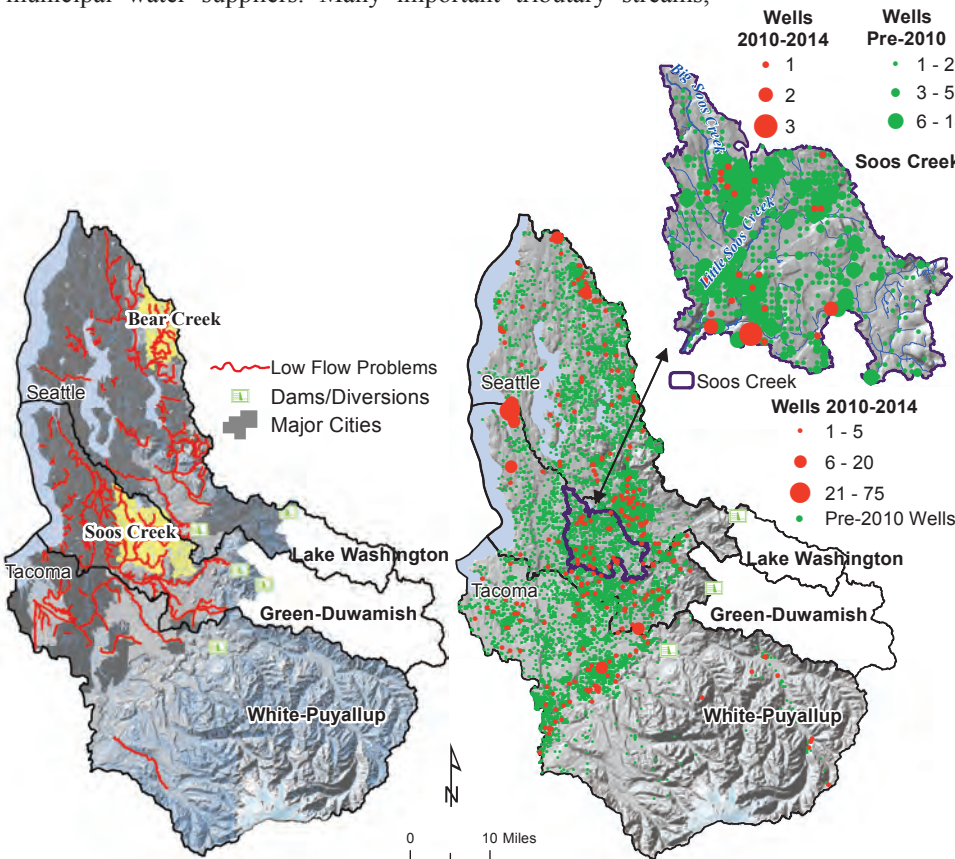 municipal water suppliers. Many important tributary streams,
Wells
2010-2014
1
2
3
Wells
Pre-2010
1 - 2
3 - 5
6 - 1
Soos Creek
Big Soos Creek
Little Soos Creek
Soos Creek
Wells 2010-2014
1 - 5
6 - 20
21 - 75
Pre-2010 Wells
Bear Creek
Low Flow Problems
Dams/Diversions
Major Cities
Seattle
Soos Creek
Tacoma
Lake Washington
Green-Duwamish
White-Puyallup
Seattle
Tacoma
Lake Washington
Green-Duwamish
White-Puyallup
N
0 10 Miles